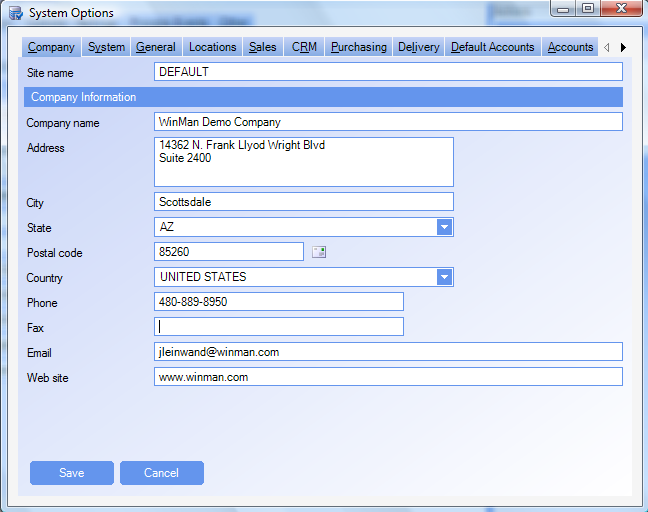 System Options
Company System General Locations Sales CRM Purchasing Delivery Default Accounts Accounts
Site name DEFAULT
Company Information
Company name WinMan Demo Company
Address 14362 N. Frank Llyod Wright Blvd
Suite 2400
City Scottsdale
State AZ
Postal code 85260
Country UNITED STATES
Phone 480-889-8950
Fax
Email jleinwand@winman.com
Web site www.winman.com
Save Cancel